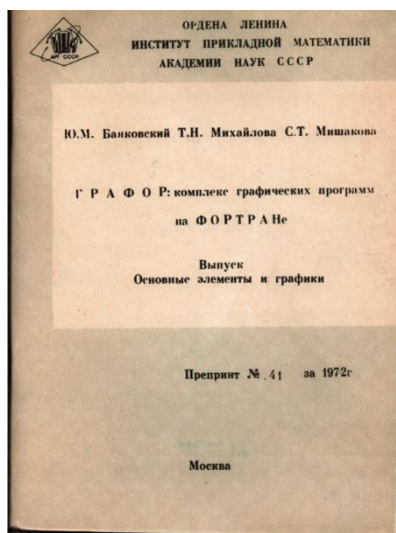 ОРДЕНА ЛЕНИНА
ИНСТИТУТ ПРИКЛАДНОЙ МАТЕМАТИКИ
АКАДЕМИИ НАУК СССР
Ю.М. Баяковский Т.Н. Михайлова С.Т. Мишакова
Г Р А Ф О Р: комплекс графических программ
на Ф О Р Т Р А Не
Выпуск
Основные элементы и графики
Препринт № 41 за 1972г
Москва